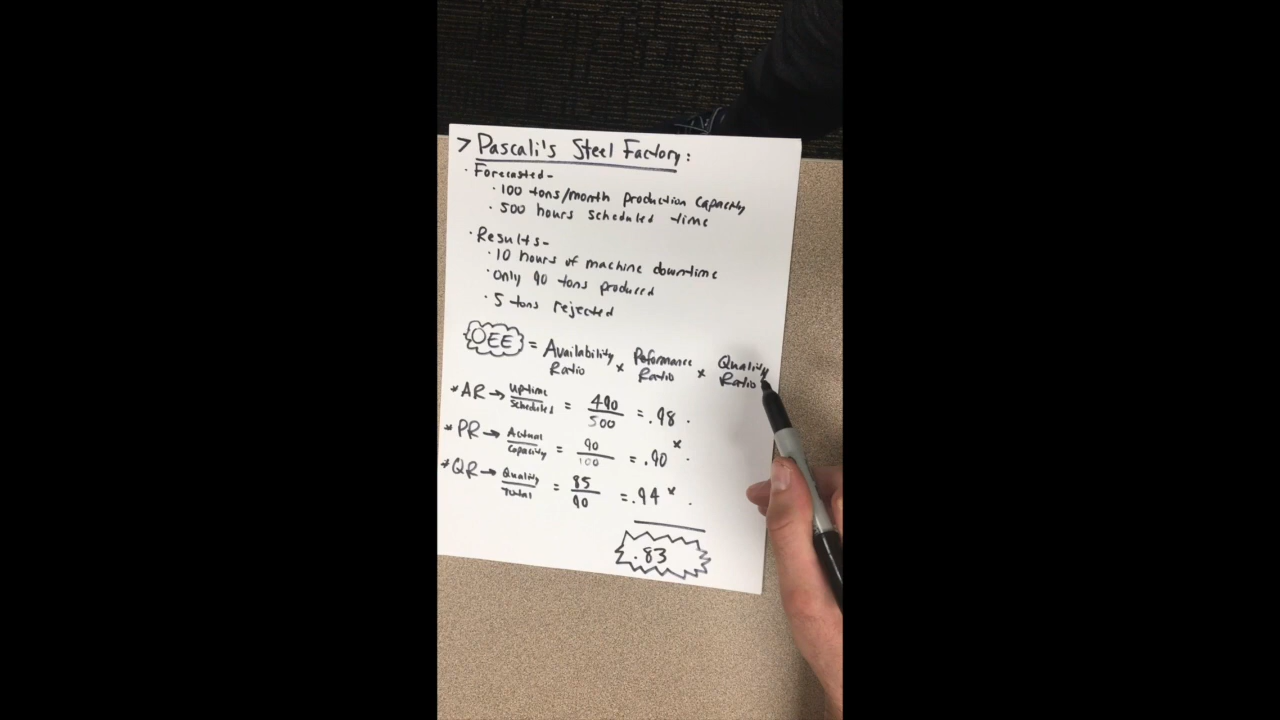 > Pascali's Steel Factory:
· Forecasted-
· 100 tons/month production capacity
· 500 hours scheduled time
· Results-
· 10 hours of machine downtime
· only 90 tons produced
· 5 tons rejected
OEE = Availability Ratio x Peformance Ratio x Quality Ratio
* AR → Uptime/Scheduled = 490/500 = .98 .
* PR → Actual/Capacity = 90/100 = .90 x .
* QR → Quality/Total = 85/90 = .94 x .
.83